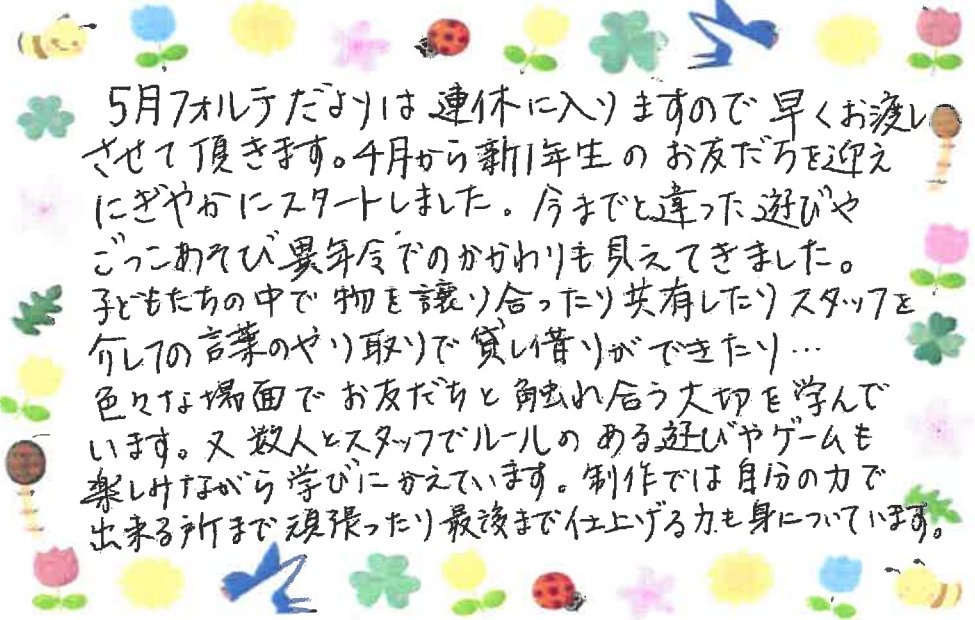 5月フォルテだよりは連休に入りますので早くお渡し
させて頂きます。4月から新1年生のお友だちを迎え
にぎやかにスタートしました。今までと違った遊びや
ごっこあそび異年令でのかかわりも見えてきました。
子どもたちの中で物を譲り合ったり共有したりスタッフを
介しての言葉のやり取りで貸し借りができたり…
色々な場面でお友だちと触れ合う大切を学んで
います。又数人とスタッフでルールのある遊びやゲームも
楽しみながら学びにかえています。制作では自分の力で
出来る所まで頑張ったり最後まで仕上げる力も身についています。